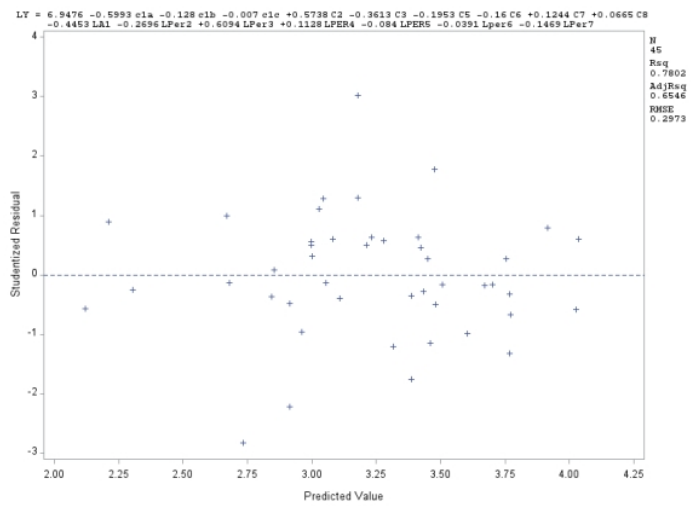 LY = 6.9476 -0.5993 c1a -0.128 c1b -0.007 c1c +0.5738 C2 -0.3613 C3 -0.1953 C5 -0.16 C6 +0.1244 C7 +0.0665 C8
-0.4453 LA1 -0.2696 LPer2 +0.6094 LPer3 +0.1128 LPER4 -0.084 LPER5 -0.0391 Lper6 -0.1469 LPer7
N
45
Rsq
0.7802
AdjRsq
0.6546
RMSE
0.2973
4
3
2
1
0
-1
-2
-3
Studentized Residual
2.00 2.25 2.50 2.75 3.00 3.25 3.50 3.75 4.00 4.25
Predicted Value